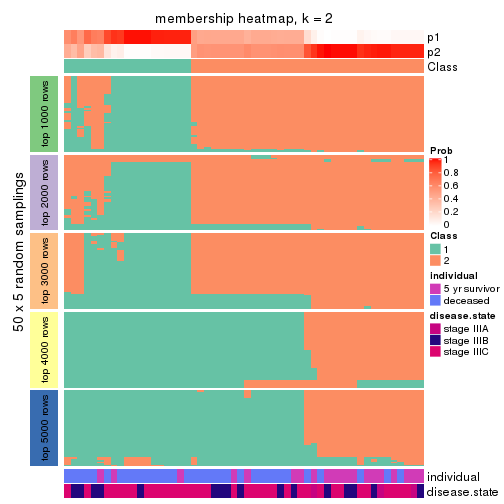 membership heatmap, k = 2
p1
p2
Class
50 x 5 random samplings
top 1000 rows
top 2000 rows
top 3000 rows
top 4000 rows
top 5000 rows
Prob
1
0.8
0.6
0.4
0.2
0
Class
1
2
individual
5 yr survivor
deceased
disease.state
stage IIIA
stage IIIB
stage IIIC
individual
disease.state